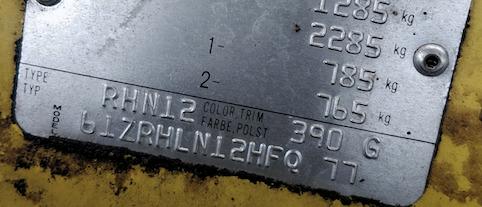 1285 kg
2285 kg
1- 785 kg
2- 765 kg
TYPE TYP RHN12 COLOR,TRIM FARBE,POLST 390 G
MODEL 61ZRHLN12HFQ 77